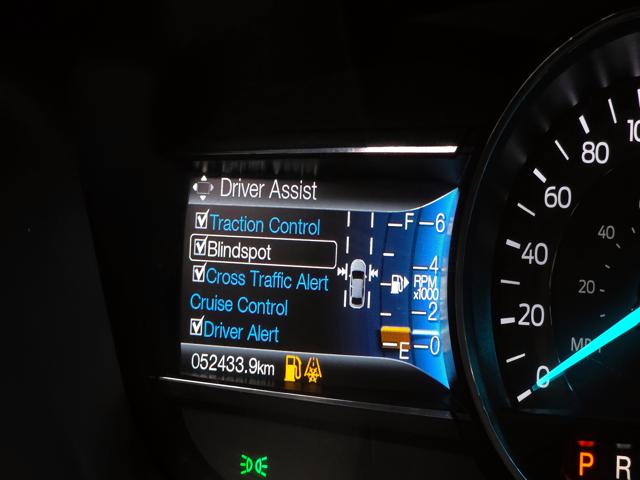 Driver Assist
Traction Control
Blindspot
Cross Traffic Alert
Cruise Control
Driver Alert
052433.9km
F 6
4
RPM
x1000
2
E 0
0
20
40
60
80
20
40
P R